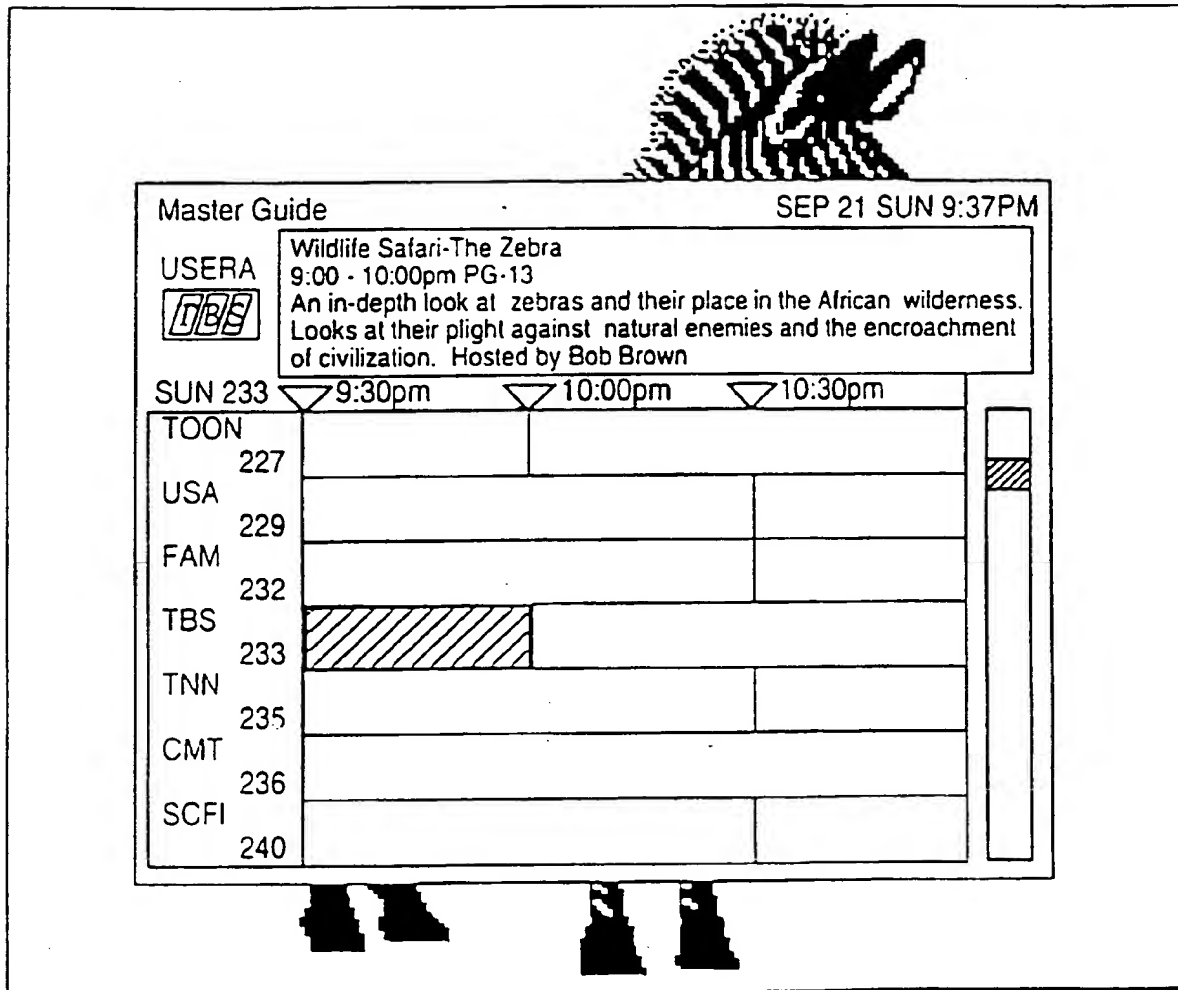 Master Guide SEP 21 SUN 9:37PM
USERA
TBS
Wildlife Safari-The Zebra
9:00 - 10:00pm PG-13
An in-depth look at zebras and their place in the African wilderness.
Looks at their plight against natural enemies and the encroachment
of civilization. Hosted by Bob Brown
SUN 233 9:30pm 10:00pm 10:30pm
TOON
227
USA
229
FAM
232
TBS
233
TNN
235
CMT
236
SCFI
240